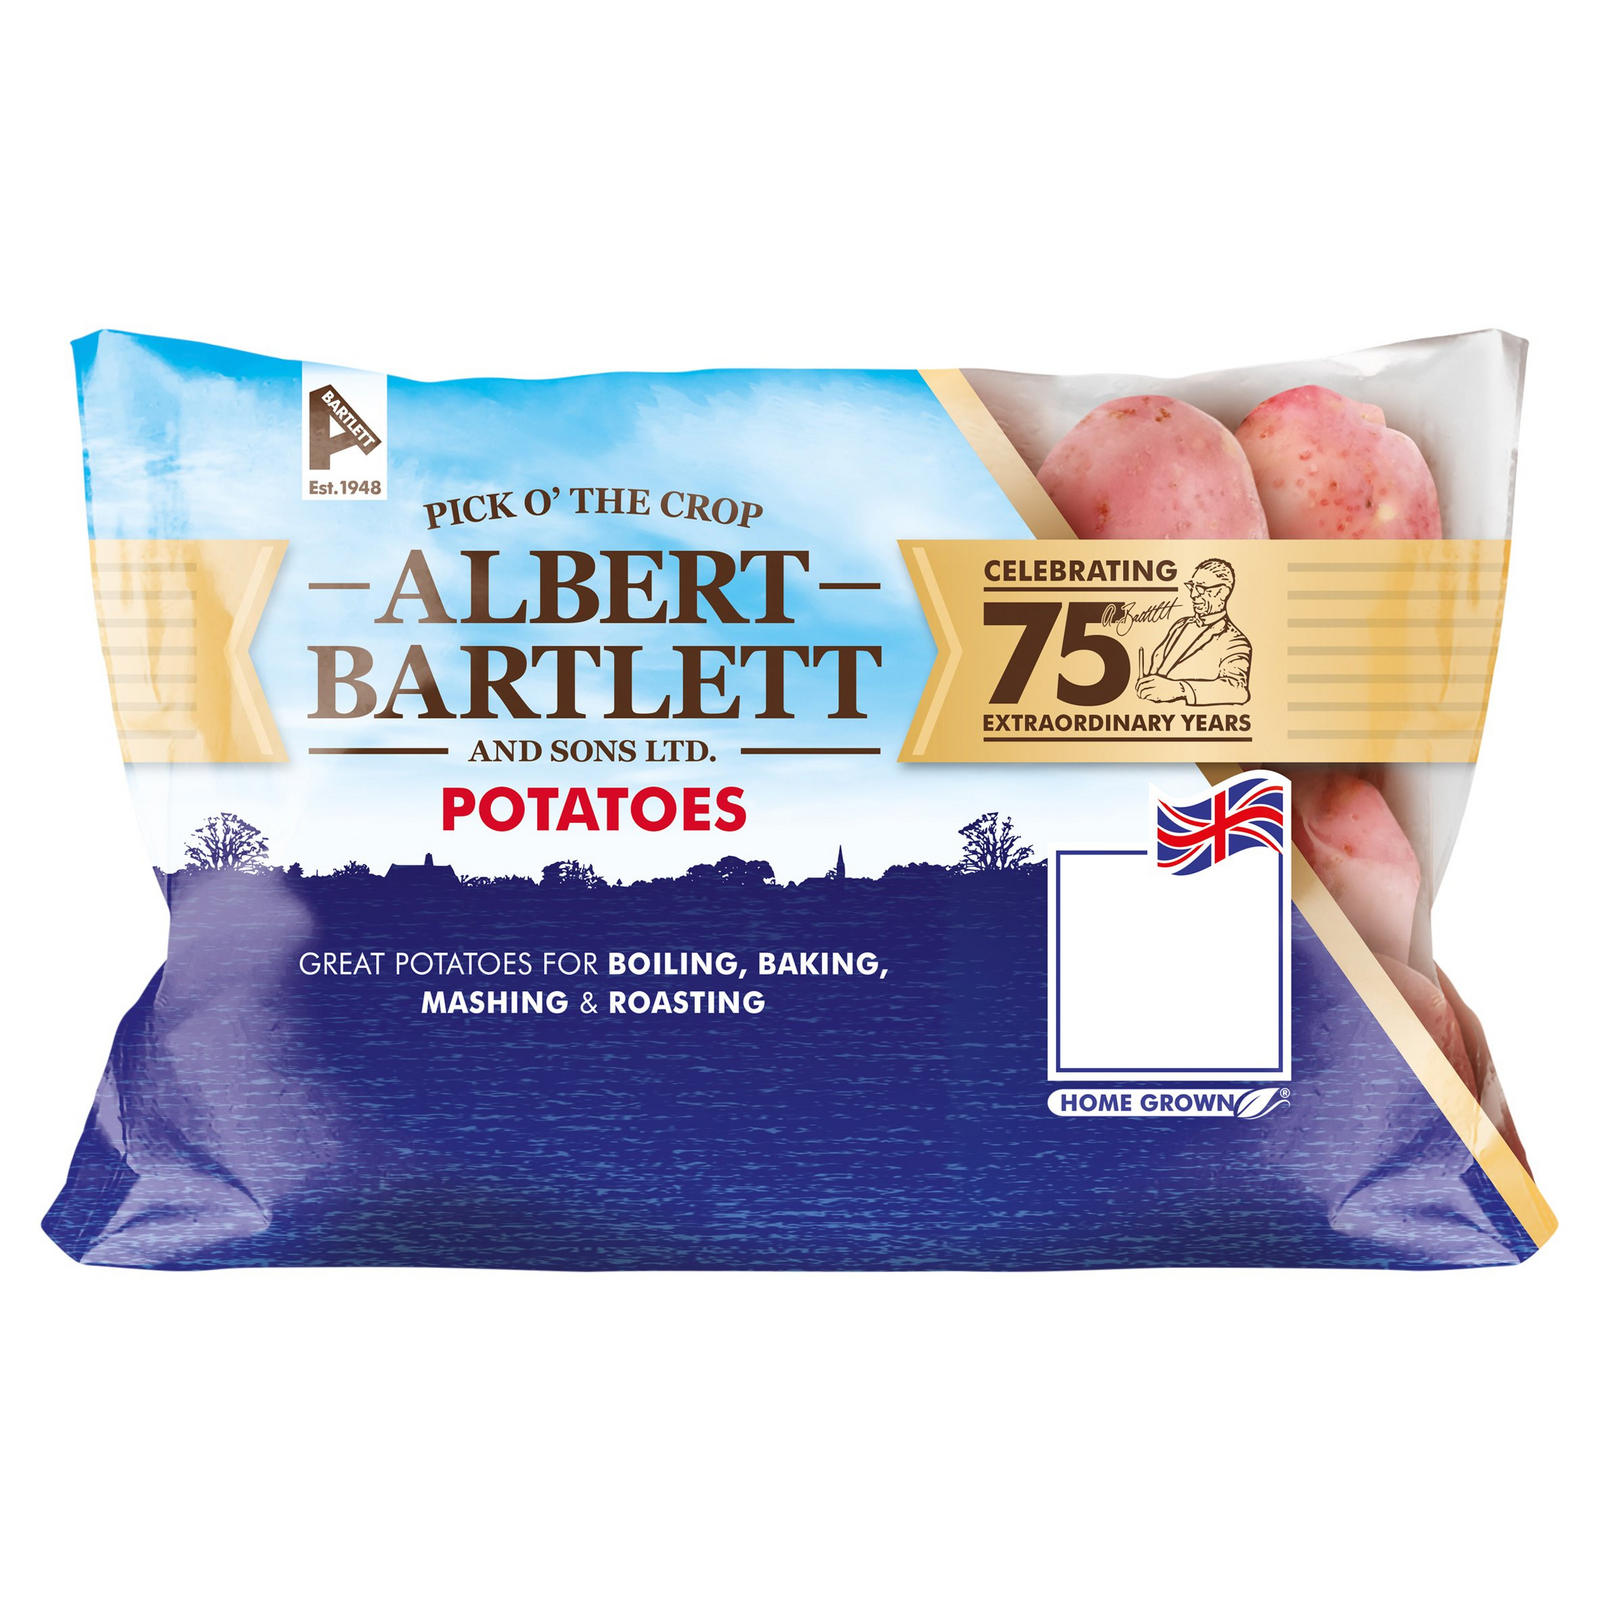 BARTLETT
Est.1948
PICK O' THE CROP
ALBERT
BARTLETT
AND SONS LTD.
POTATOES
CELEBRATING
75
A. Bartlett
EXTRAORDINARY YEARS
GREAT POTATOES FOR BOILING, BAKING,
MASHING & ROASTING
HOME GROWN®